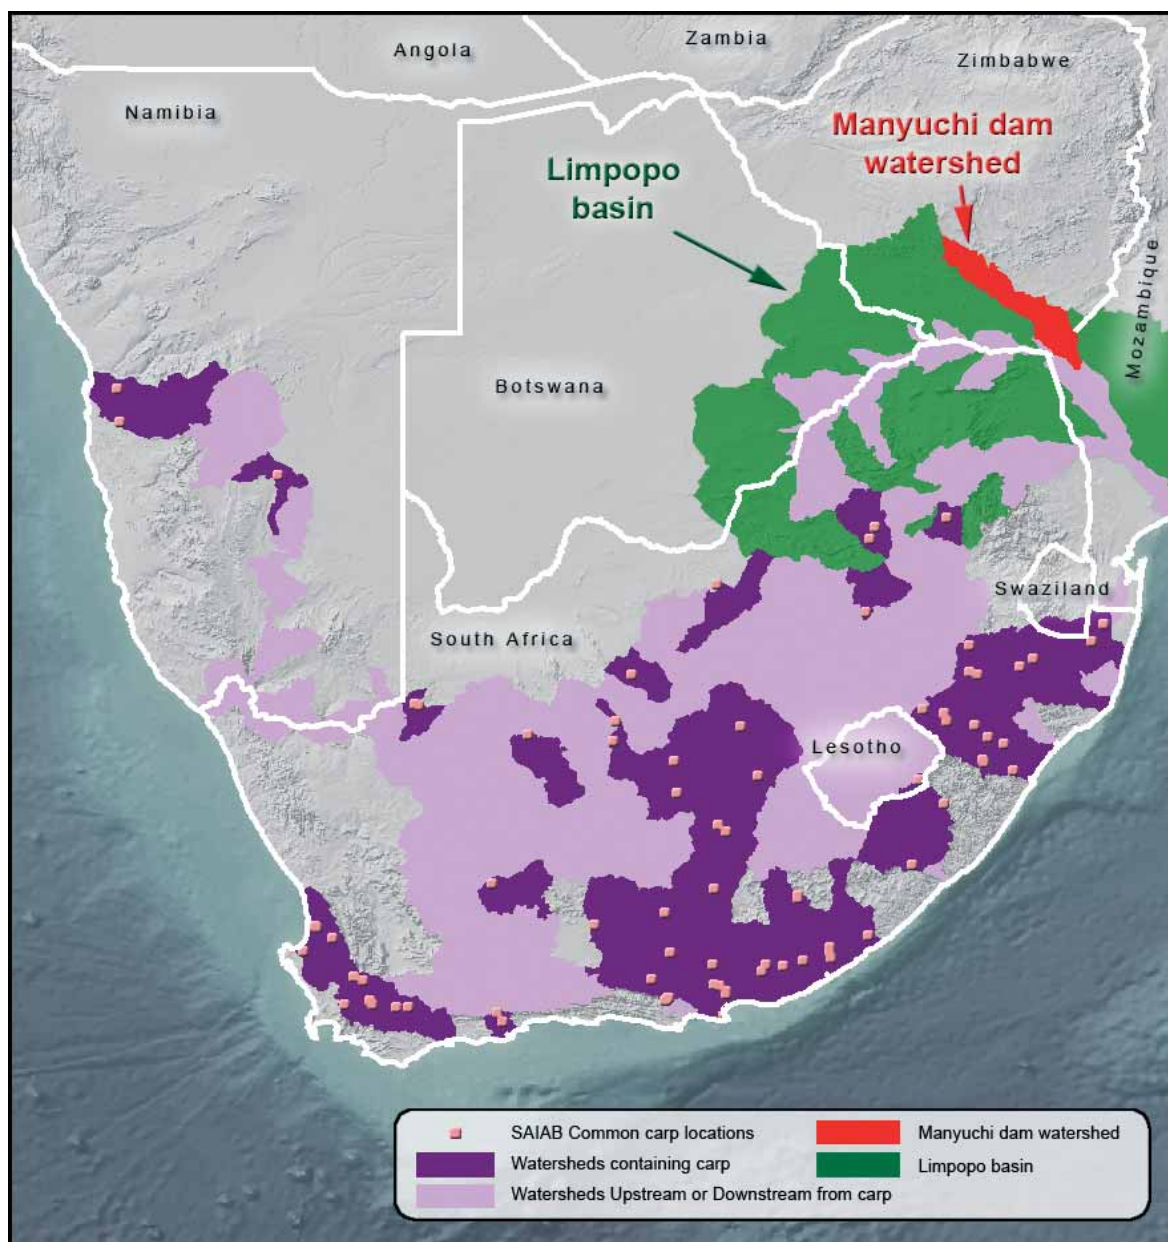 Angola
Zambia
Zimbabwe
Namibia
Manyuchi dam
watershed
Limpopo
basin
Mozambique
Botswana
Swaziland
South Africa
Lesotho
SAIAB Common carp locations
Watersheds containing carp
Watersheds Upstream or Downstream from carp
Manyuchi dam watershed
Limpopo basin